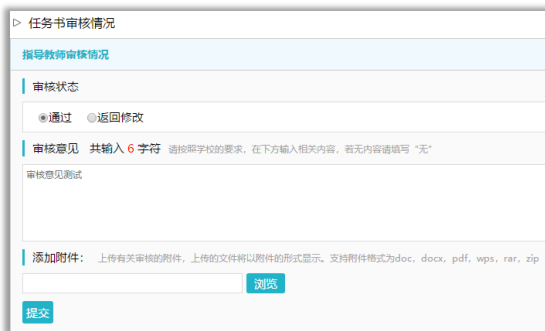 任务书审核情况
指导教师审核情况
审核状态
通过 返回修改
审核意见 共输入 6 字符 请按照学校的要求，在下方输入相关内容，若无内容请填写“无”
审核意见测试
添加附件： 上传有关审核的附件，上传的文件将以附件的形式显示。支持附件格式为doc，docx，pdf，wps，rar，zip
浏览
提交